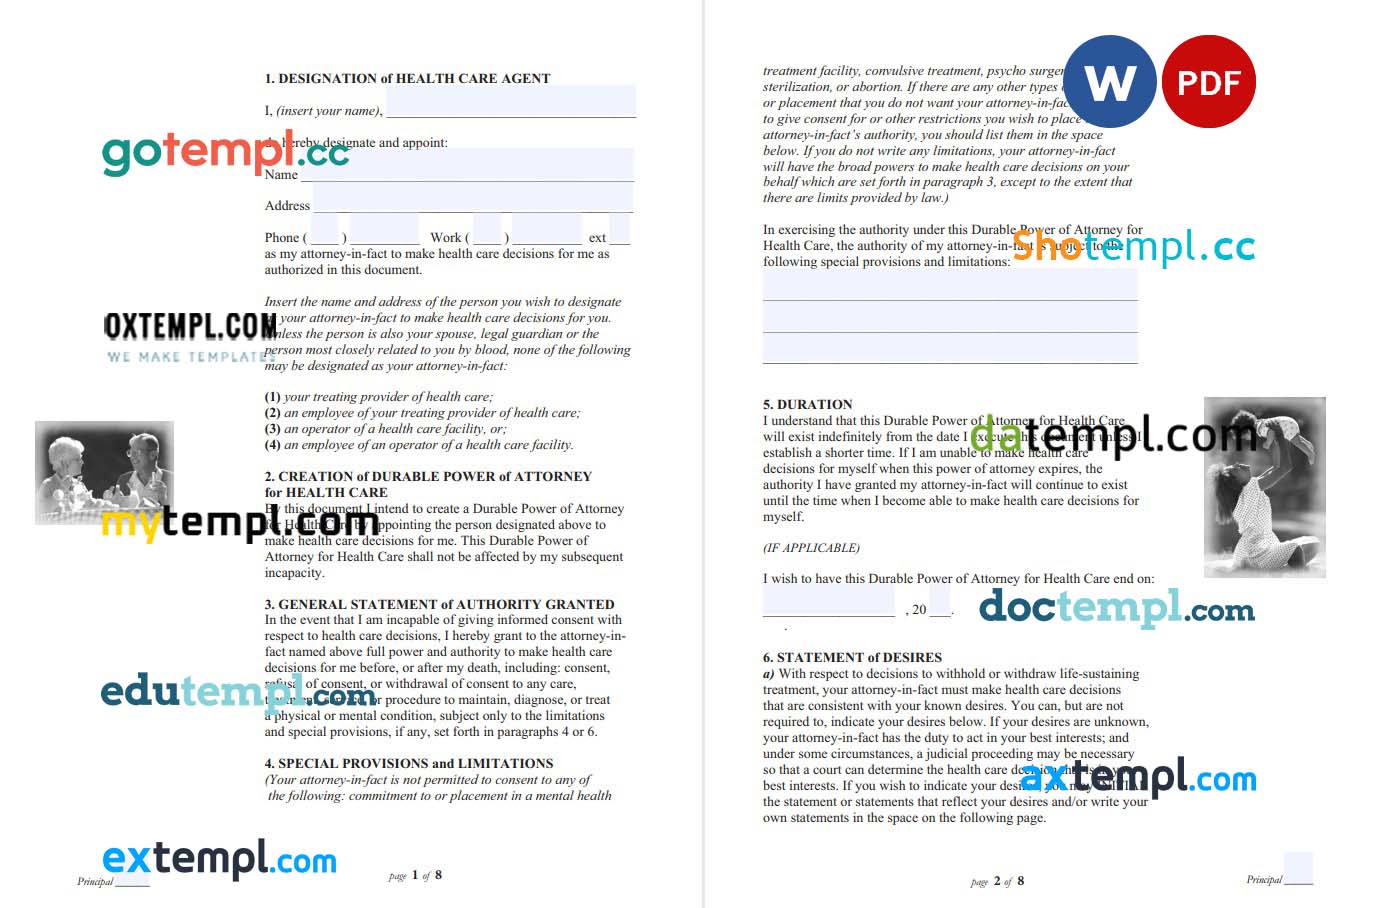 1. DESIGNATION of HEALTH CARE AGENT
I, (insert your name),
hereby designate and appoint:
gotempl.cc
Name
Address
Phone ( ) Work ( ) ext
as my attorney-in-fact to make health care decisions for me as
authorized in this document.
Insert the name and address of the person you wish to designate
your attorney-in-fact to make health care decisions for you.
OXTEMPL.COM
Unless the person is also your spouse, legal guardian or the
WE MAKE TEMPLATES
person most closely related to you by blood, none of the following
may be designated as your attorney-in-fact:
(1) your treating provider of health care;
(2) an employee of your treating provider of health care;
(3) an operator of a health care facility, or;
(4) an employee of an operator of a health care facility.
2. CREATION of DURABLE POWER of ATTORNEY
for HEALTH CARE
By this document I intend to create a Durable Power of Attorney
for Health Care by appointing the person designated above to
mytempl.com
make health care decisions for me. This Durable Power of
Attorney for Health Care shall not be affected by my subsequent
incapacity.
3. GENERAL STATEMENT of AUTHORITY GRANTED
In the event that I am incapable of giving informed consent with
respect to health care decisions, I hereby grant to the attorney-in-
fact named above full power and authority to make health care
decisions for me before, or after my death, including: consent,
refusal of consent, or withdrawal of consent to any care,
edutempl.com
or procedure to maintain, diagnose, or treat
a physical or mental condition, subject only to the limitations
and special provisions, if any, set forth in paragraphs 4 or 6.
4. SPECIAL PROVISIONS and LIMITATIONS
(Your attorney-in-fact is not permitted to consent to any of
the following: commitment to or placement in a mental health
extempl.com
Principal
page 1 of 8
treatment facility, convulsive treatment, psycho surger
W
PDF
sterilization, or abortion. If there are any other types
or placement that you do not want your attorney-in-fac
to give consent for or other restrictions you wish to place
attorney-in-fact's authority, you should list them in the space
below. If you do not write any limitations, your attorney-in-fact
will have the broad powers to make health care decisions on your
behalf which are set forth in paragraph 3, except to the extent that
there are limits provided by law.)
In exercising the authority under this Durable Power of Attorney for
Health Care, the authority of my attorney-in-fact is subject to the
Shotempl.cc
following special provisions and limitations:
5. DURATION
I understand that this Durable Power of Attorney for Health Care
will exist indefinitely from the date I execute this document unless I
datempl.com
establish a shorter time. If I am unable to make health care
decisions for myself when this power of attorney expires, the
authority I have granted my attorney-in-fact will continue to exist
until the time when I become able to make health care decisions for
myself.
(IF APPLICABLE)
I wish to have this Durable Power of Attorney for Health Care end on:
, 20 .
doctempl.com
.
6. STATEMENT of DESIRES
a) With respect to decisions to withhold or withdraw life-sustaining
treatment, your attorney-in-fact must make health care decisions
that are consistent with your known desires. You can, but are not
required to, indicate your desires below. If your desires are unknown,
your attorney-in-fact has the duty to act in your best interests; and
under some circumstances, a judicial proceeding may be necessary
so that a court can determine the health care
axtempl.com
best interests. If you wish to indicate your
the statement or statements that reflect your desires and/or write your
own statements in the space on the following page.
page 2 of 8
Principal